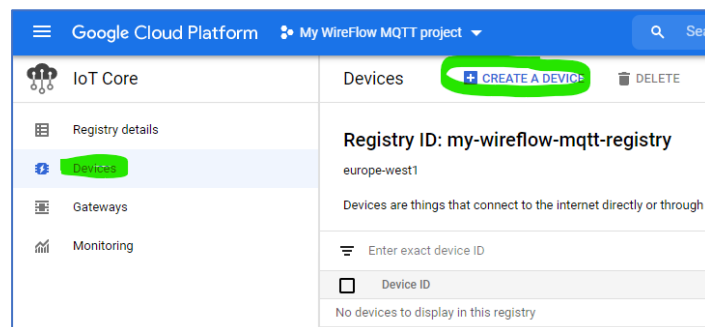 Google Cloud Platform My WireFlow MQTT project Sea
IoT Core
Devices CREATE A DEVICE DELETE
Registry details
Devices
Gateways
Monitoring
Registry ID: my-wireflow-mqtt-registry
europe-west1
Devices are things that connect to the internet directly or through
Enter exact device ID
Device ID
No devices to display in this registry